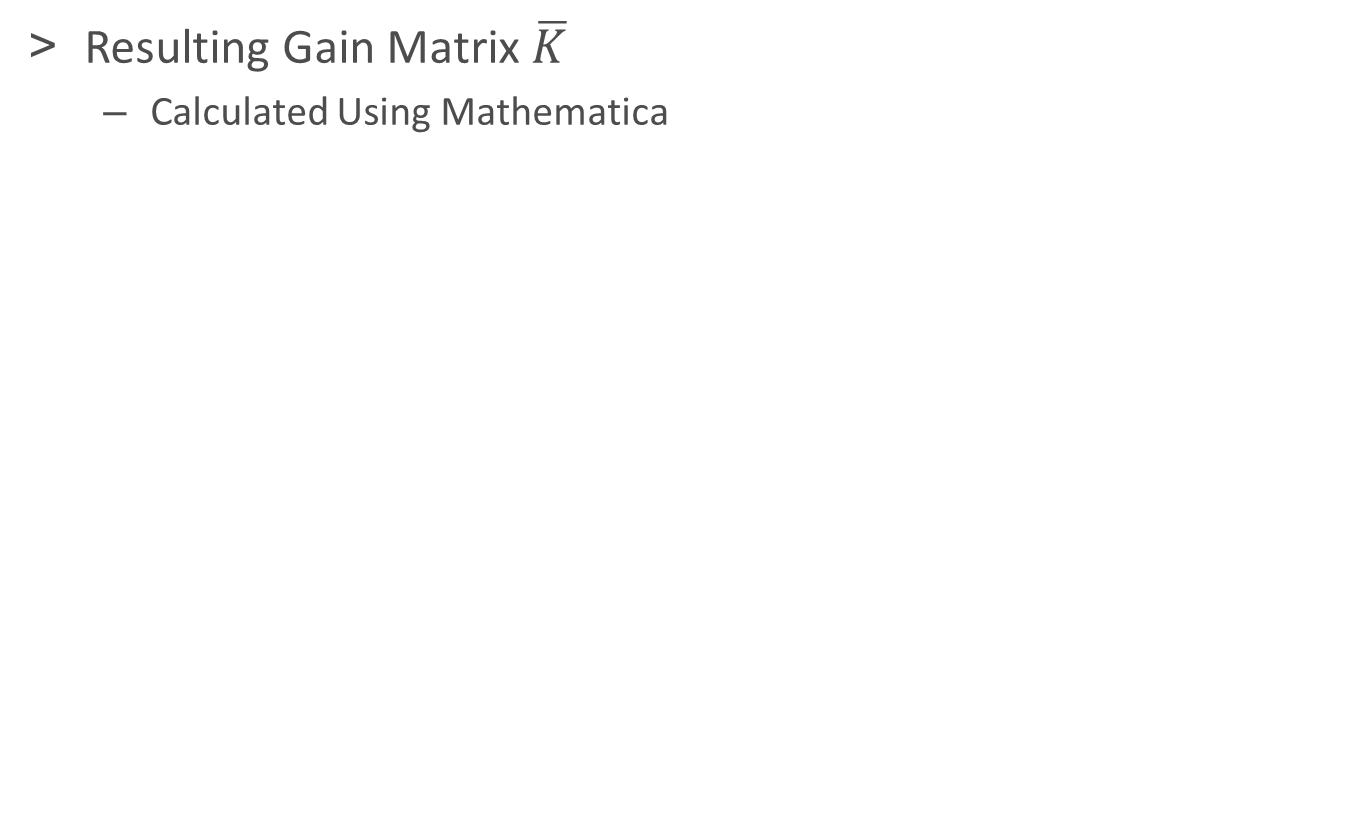 > Resulting Gain Matrix K̅
– Calculated Using Mathematica